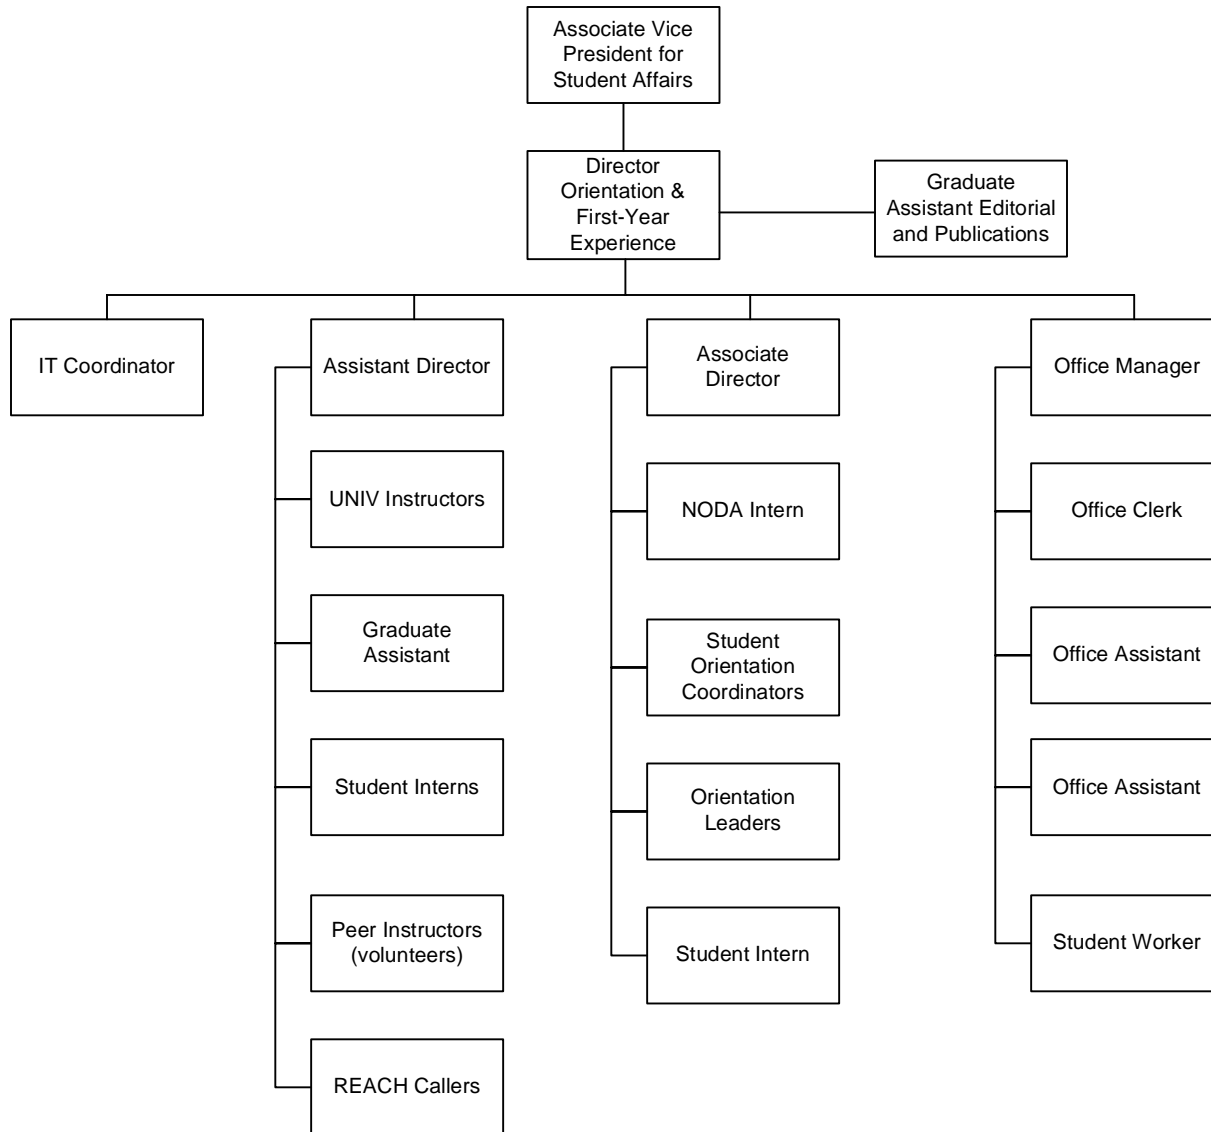 Associate Vice
President for
Student Affairs
Director
Orientation &
First-Year
Experience
Graduate
Assistant Editorial
and Publications
IT Coordinator
Assistant Director
Associate
Director
Office Manager
UNIV Instructors
NODA Intern
Office Clerk
Graduate
Assistant
Student
Orientation
Coordinators
Office Assistant
Student Interns
Orientation
Leaders
Office Assistant
Peer Instructors
(volunteers)
Student Intern
Student Worker
REACH Callers